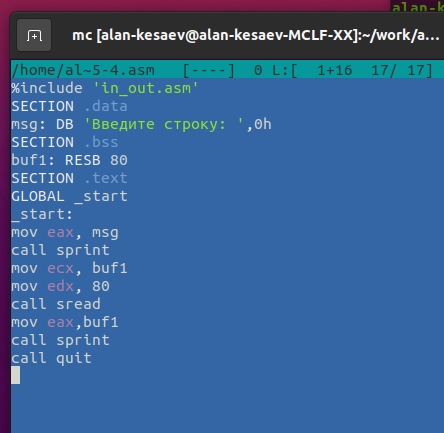 alan-k
mc [alan-kesaev@alan-kesaev-MCLF-XX]:~/work/a…
/home/al~5-4.asm [----] 0 L:[ 1+16 17/ 17]
%include 'in_out.asm'
SECTION .data
msg: DB 'Введите строку: ',0h
SECTION .bss
buf1: RESB 80
SECTION .text
GLOBAL _start
_start:
mov eax, msg
call sprint
mov ecx, buf1
mov edx, 80
call sread
mov eax,buf1
call sprint
call quit